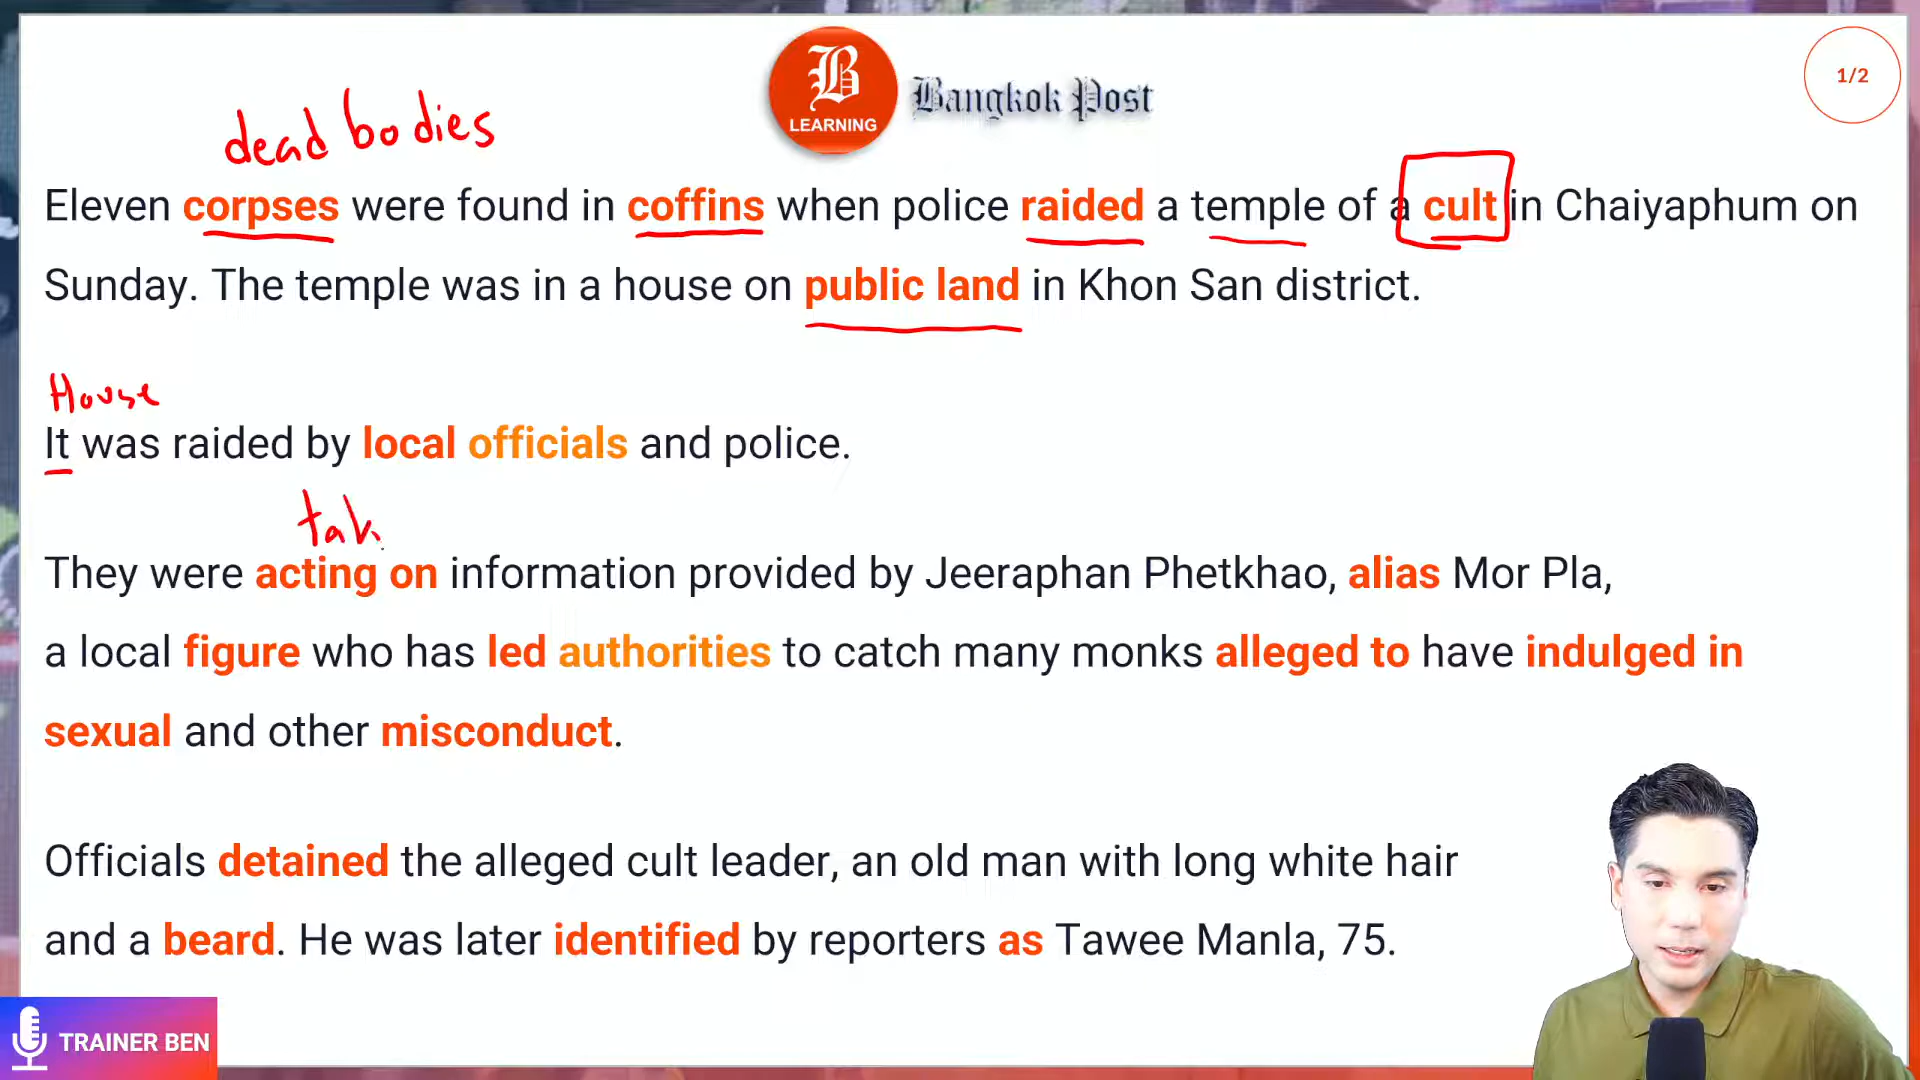 B
LEARNING
Bangkok Post
1/2
dead bodies
Eleven corpses were found in coffins when police raided a temple of a cult in Chaiyaphum on
Sunday. The temple was in a house on public land in Khon San district.
House
It was raided by local officials and police.
tak
They were acting on information provided by Jeeraphan Phetkhao, alias Mor Pla,
a local figure who has led authorities to catch many monks alleged to have indulged in
sexual and other misconduct.
Officials detained the alleged cult leader, an old man with long white hair
and a beard. He was later identified by reporters as Tawee Manla, 75.
TRAINER BEN